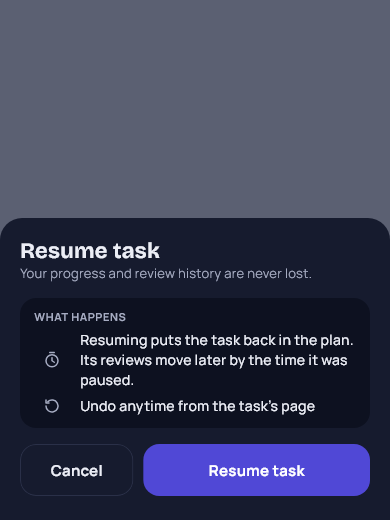 Resume task
Your progress and review history are never lost.
WHAT HAPPENS
Resuming puts the task back in the plan.
Its reviews move later by the time it was
paused.
Undo anytime from the task's page
Cancel
Resume task